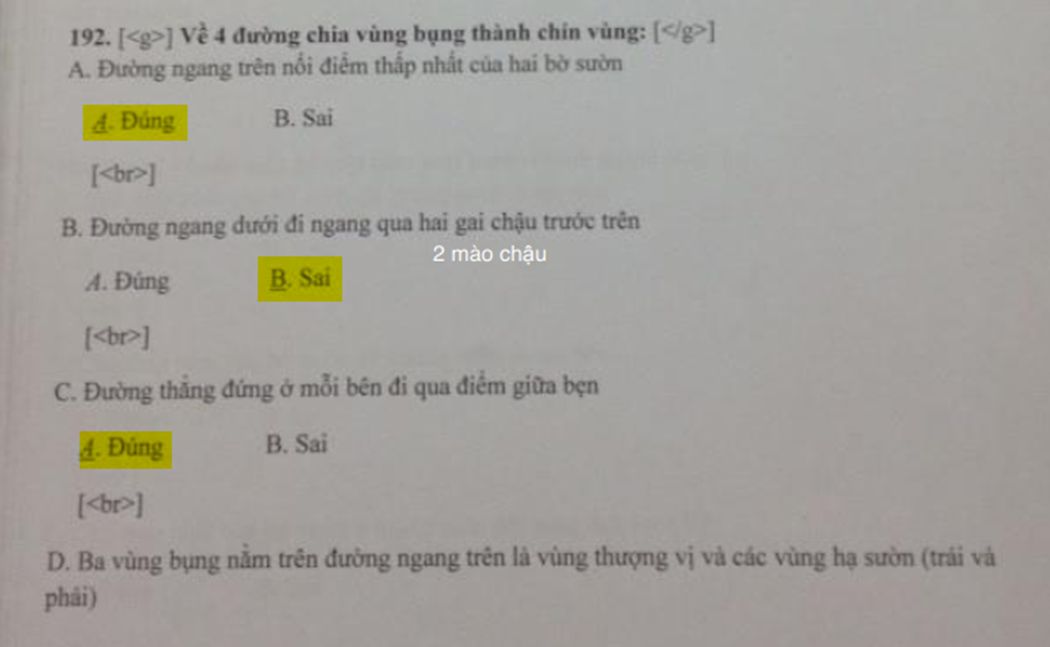 192. [<g>] Về 4 đường chia vùng bụng thành chín vùng: [</g>]
A. Đường ngang trên nối điểm thấp nhất của hai bờ sườn
A. Đúng B. Sai
[<br>]
B. Đường ngang dưới đi ngang qua hai gai chậu trước trên
2 mào chậu
A. Đúng B. Sai
[<br>]
C. Đường thẳng đứng ở mỗi bên đi qua điểm giữa bẹn
A. Đúng B. Sai
[<br>]
D. Ba vùng bụng nằm trên đường ngang trên là vùng thượng vị và các vùng hạ sườn (trái và
phải)